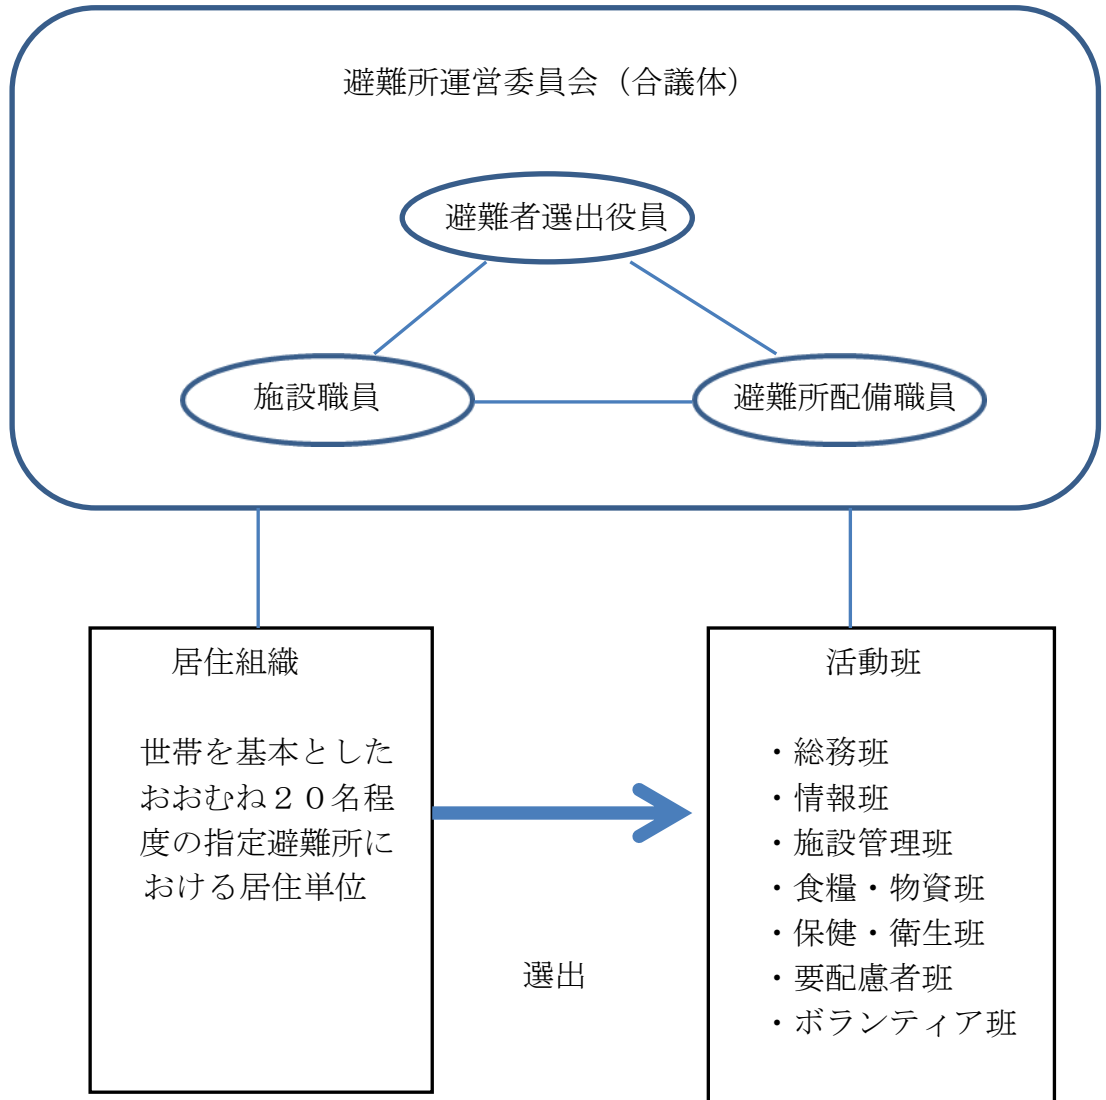 避難所運営委員会（合議体）
避難者選出役員
施設職員
避難所配備職員
居住組織
世帯を基本とした
おおむね２０名程
度の指定避難所に
おける居住単位
選出
活動班
・総務班
・情報班
・施設管理班
・食糧・物資班
・保健・衛生班
・要配慮者班
・ボランティア班